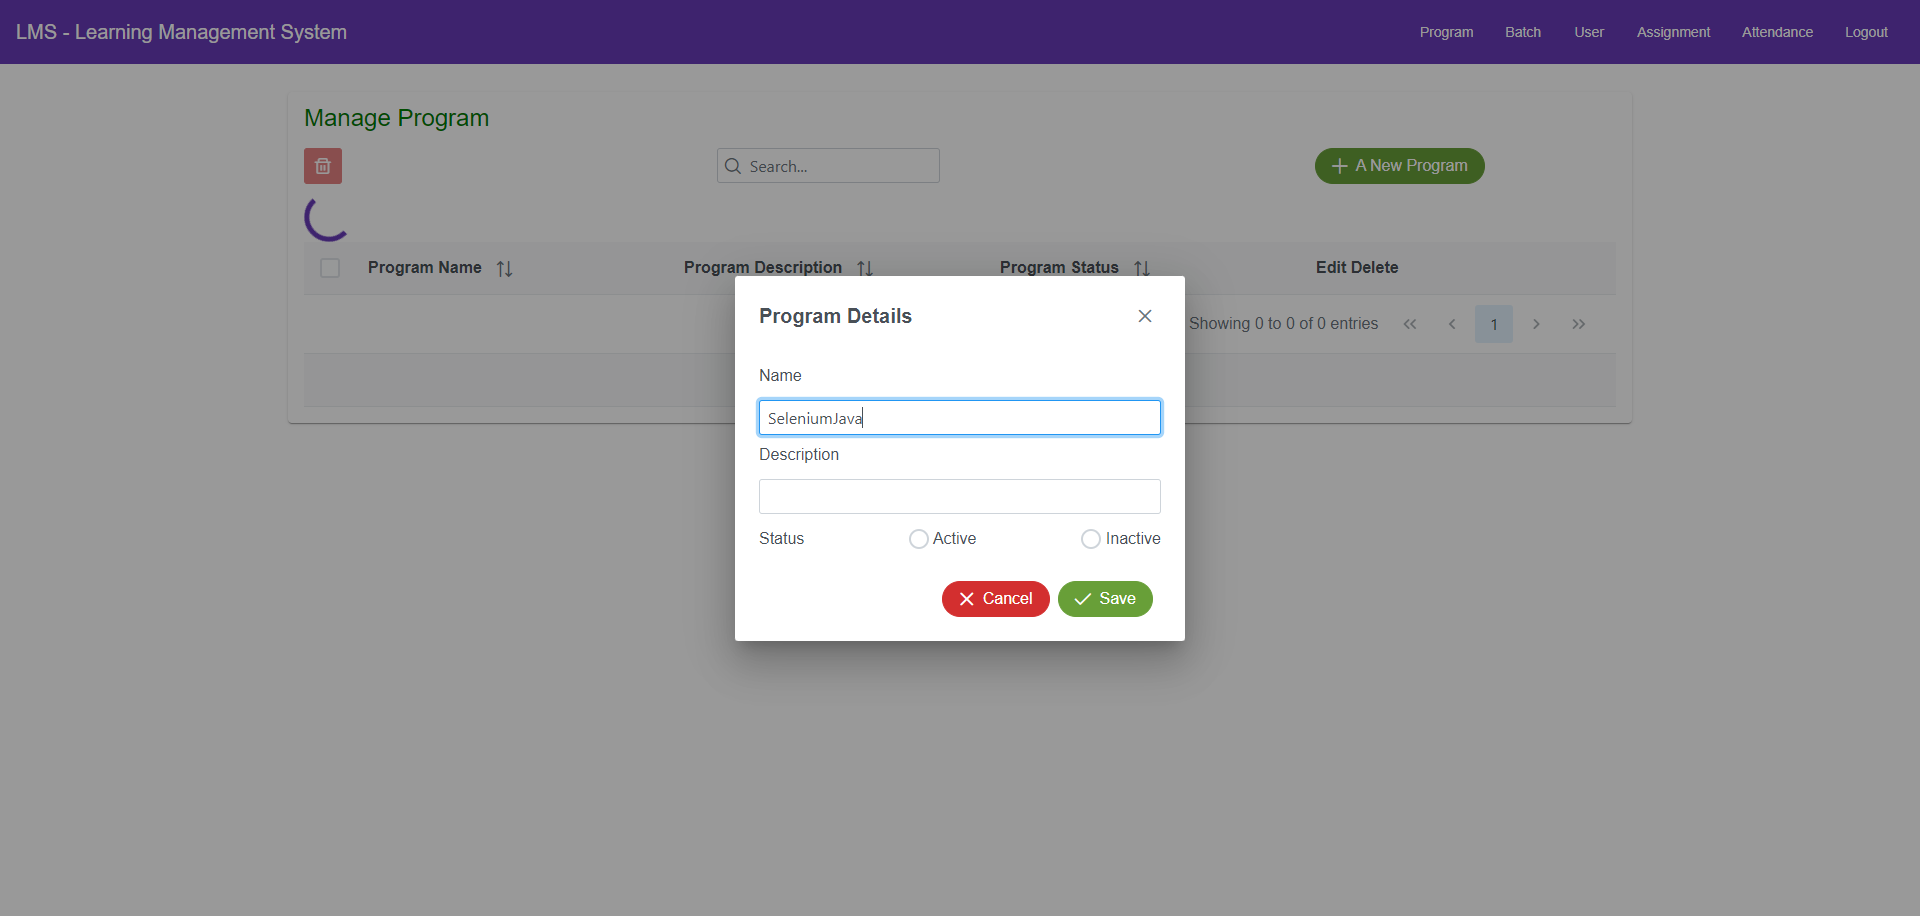 LMS - Learning Management System
Program Batch User Assignment Attendance Logout
Manage Program
Search...
A New Program
Program Name Program Description Program Status Edit Delete
Showing 0 to 0 of 0 entries
1
Program Details
Name
SeleniumJava
Description
Status Active Inactive
Cancel Save